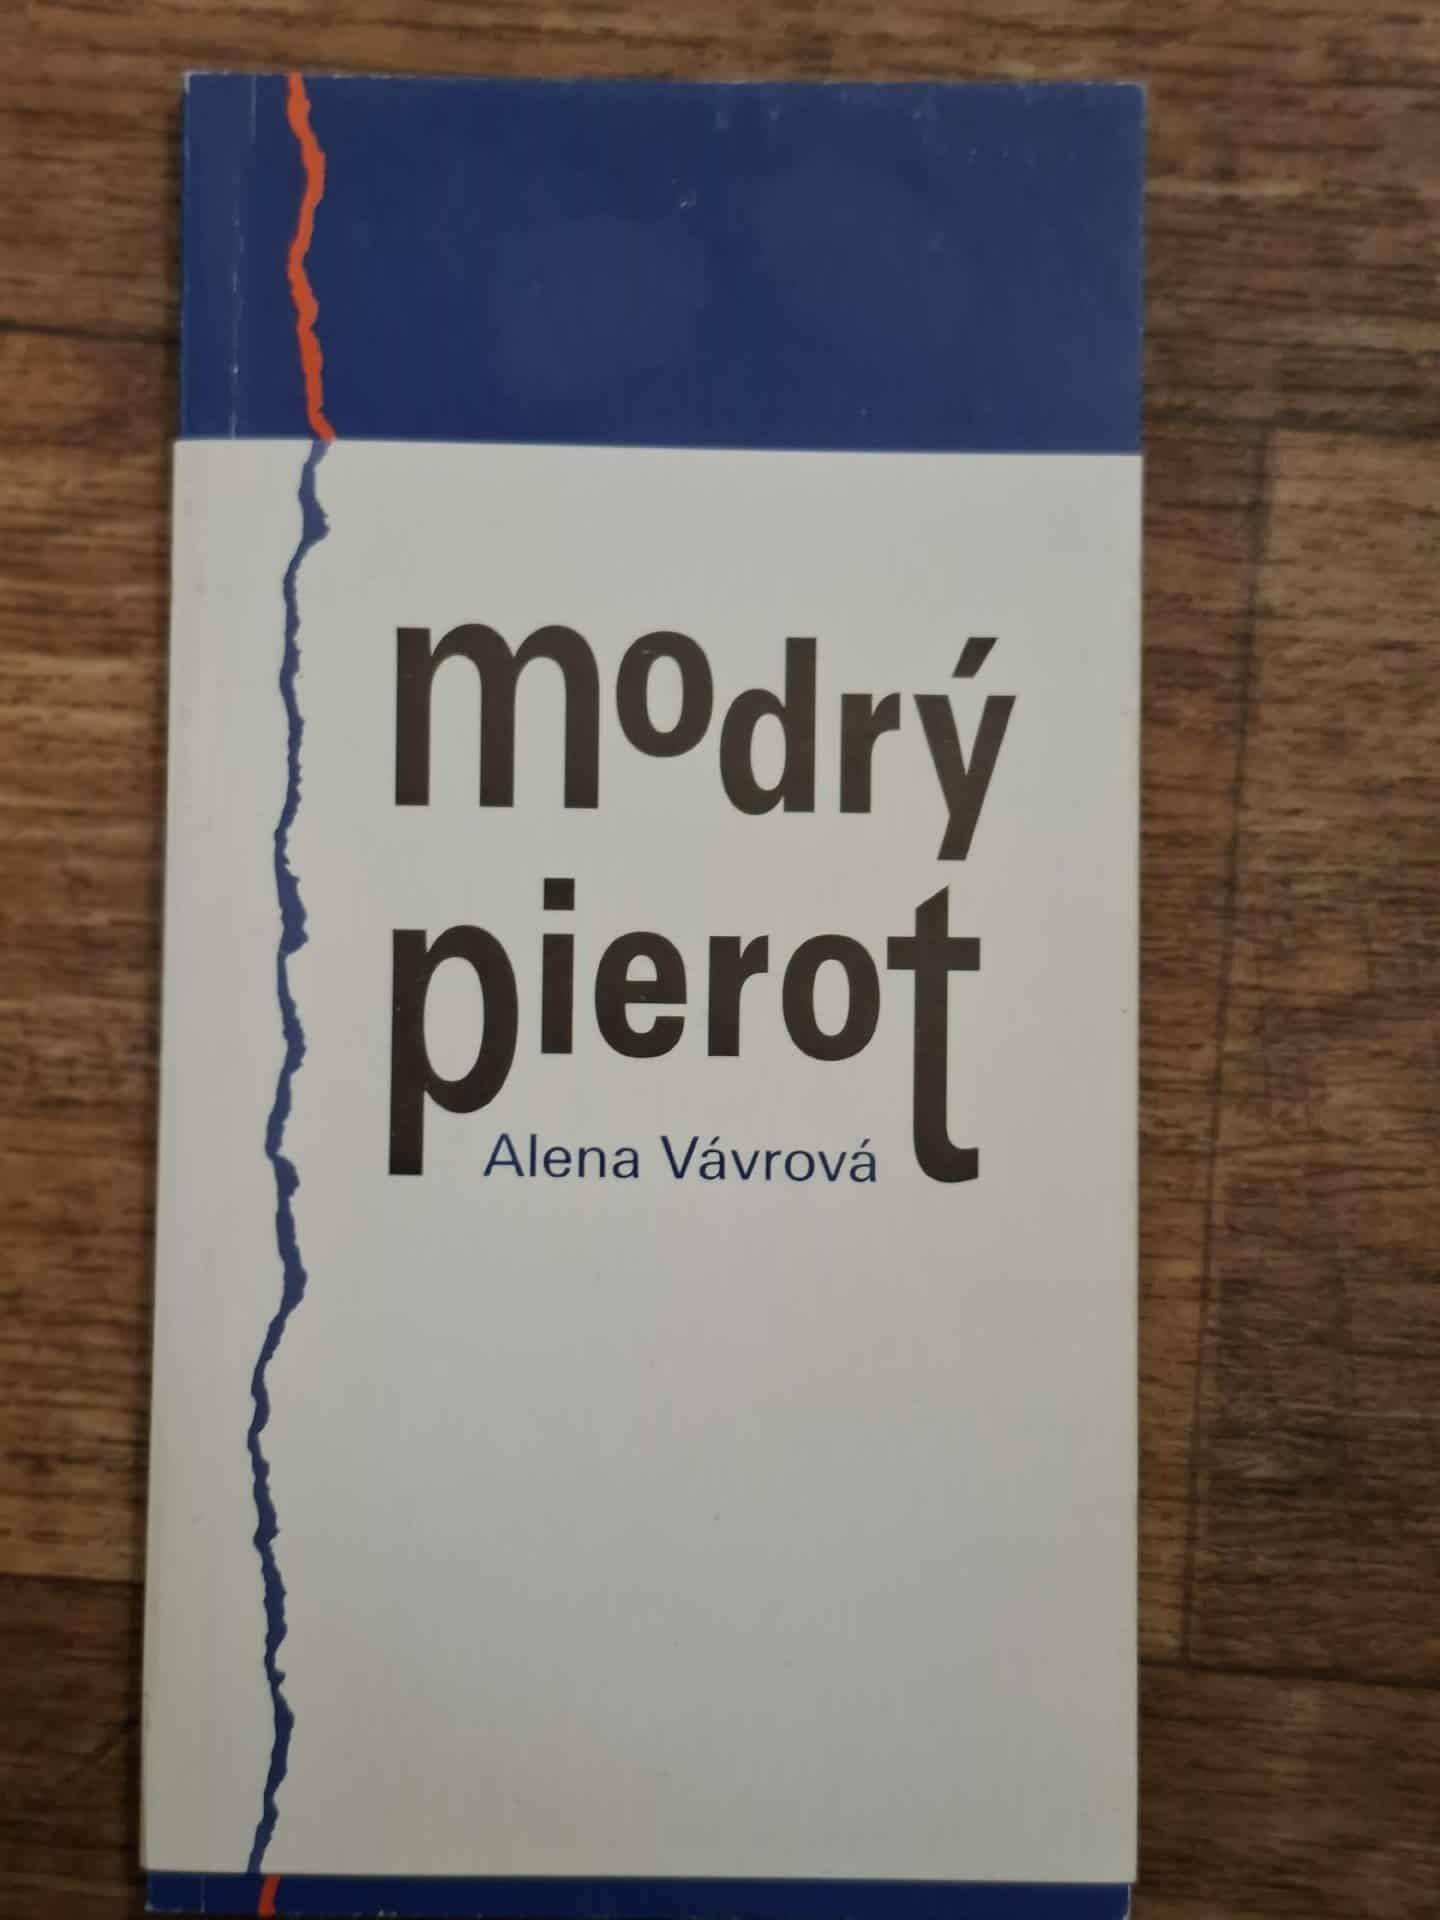 modrý
pierot
Alena Vávrová